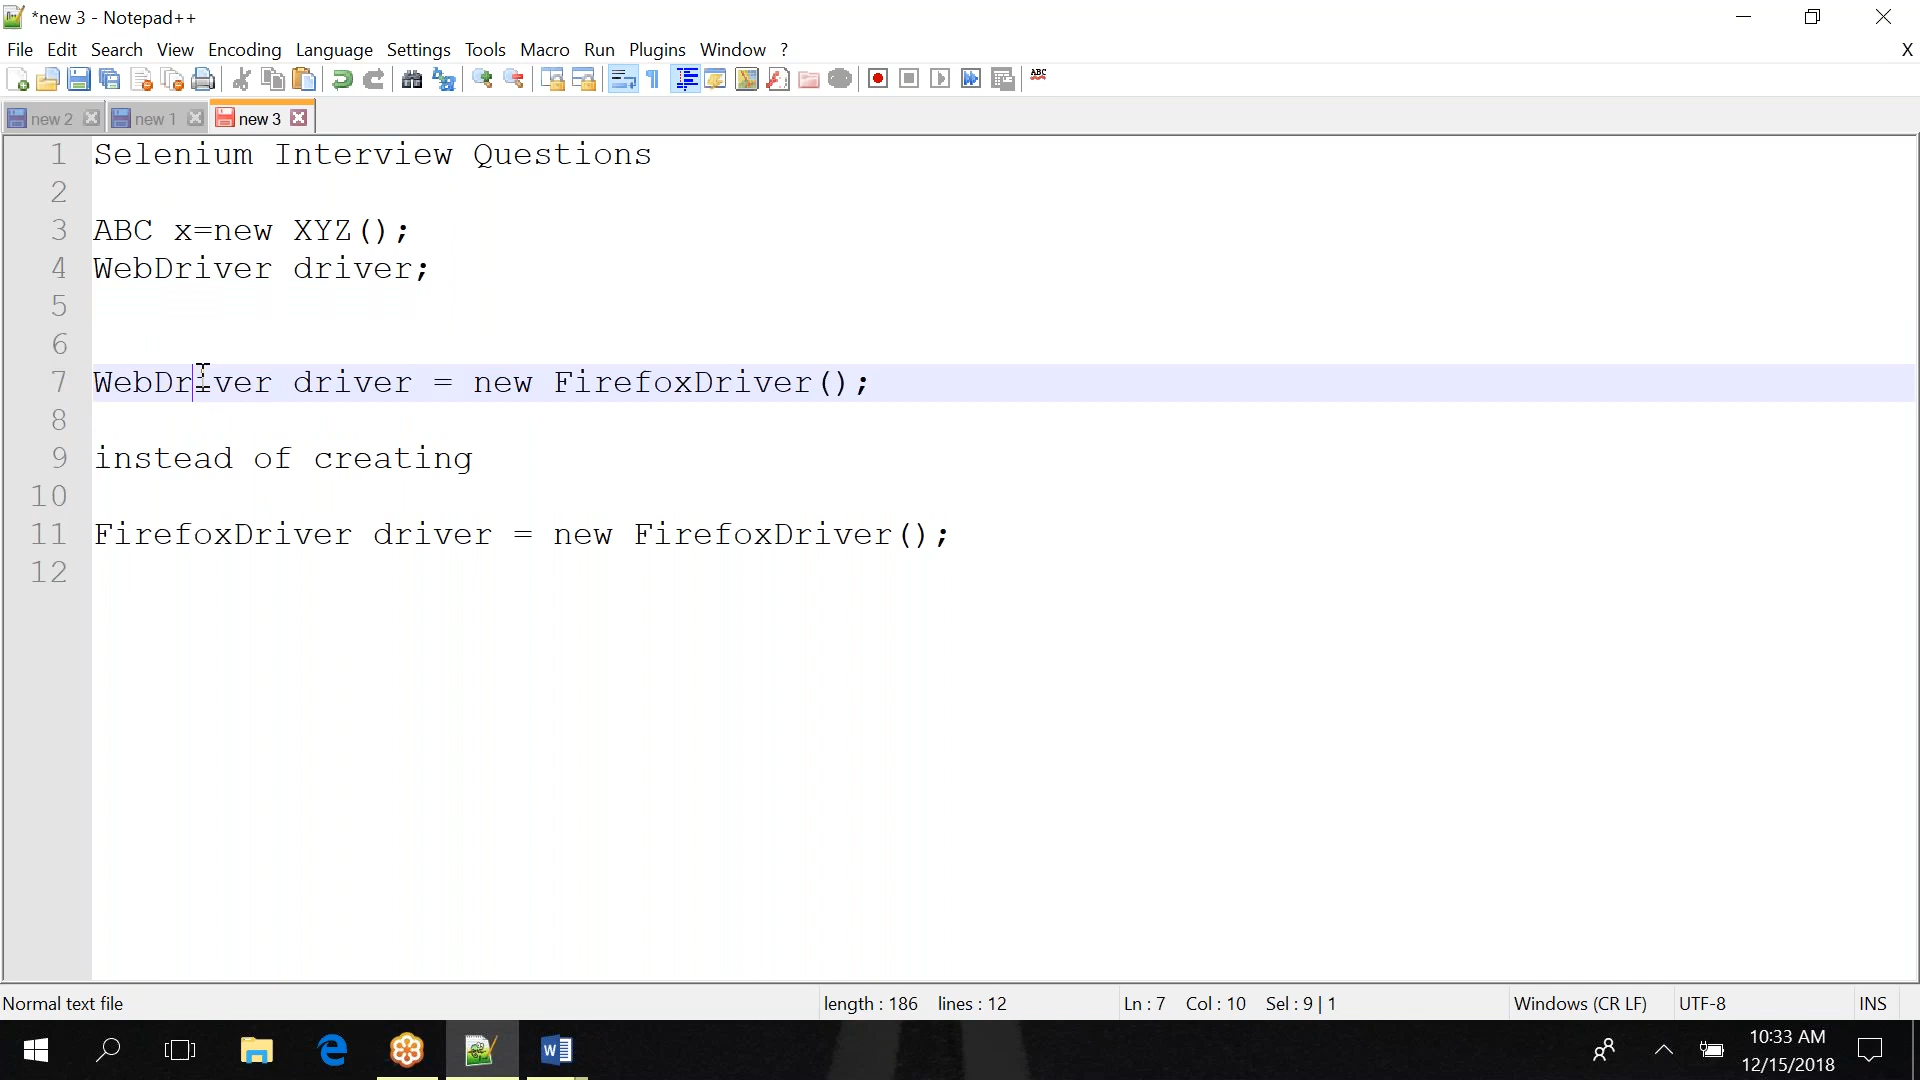 *new 3 - Notepad++
File Edit Search View Encoding Language Settings Tools Macro Run Plugins Window ? X
new 2 new 1 new 3
1 Selenium Interview Questions
2
3 ABC x=new XYZ();
4 WebDriver driver;
5
6
7 WebDriver driver = new FirefoxDriver();
8
9 instead of creating
10
11 FirefoxDriver driver = new FirefoxDriver();
12
Normal text file length : 186 lines : 12 Ln : 7 Col : 10 Sel : 9 | 1 Windows (CR LF) UTF-8 INS
10:33 AM
12/15/2018